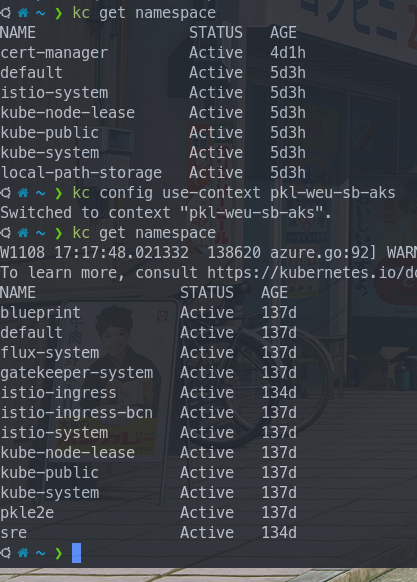 ~ ❯ kc get namespace
NAME STATUS AGE
cert-manager Active 4d1h
default Active 5d3h
istio-system Active 5d3h
kube-node-lease Active 5d3h
kube-public Active 5d3h
kube-system Active 5d3h
local-path-storage Active 5d3h
~ ❯ kc config use-context pkl-weu-sb-aks
Switched to context "pkl-weu-sb-aks".
~ ❯ kc get namespace
W1108 17:17:48.021332 138620 azure.go:92] WARN
To learn more, consult https://kubernetes.io/do
NAME STATUS AGE
blueprint Active 137d
default Active 137d
flux-system Active 137d
gatekeeper-system Active 137d
istio-ingress Active 134d
istio-ingress-bcn Active 137d
istio-system Active 137d
kube-node-lease Active 137d
kube-public Active 137d
kube-system Active 137d
pkle2e Active 137d
sre Active 134d
~ ❯